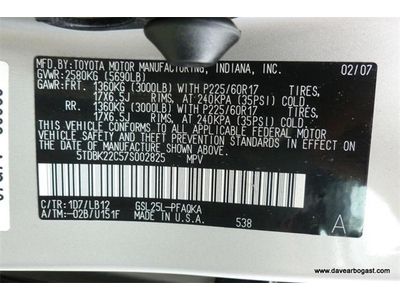 MFD.BY:TOYOTA MOTOR MANUFACTURING, INDIANA, INC.
GVWR: 2580KG (5690LB) 02/07
GAWR: FRT. 1360KG (3000LB) WITH P225/60R17 TIRES,
17X6.5J RIMS, AT 240KPA (35PSI) COLD.
RR. 1360KG (3000LB) WITH P225/60R17 TIRES,
17X6.5J RIMS, AT 240KPA (35PSI) COLD.
THIS VEHICLE CONFORMS TO ALL APPLICABLE FEDERAL MOTOR
VEHICLE SAFETY STANDARDS IN EFFECT ON THE DATE
OF MANUFACTURE SHOWN ABOVE.
5TDBK22C57S002825 MPV
C/TR: 1D7/LB12 GSL25L-PFAQKA
A/TM: -02B/U151F MADE IN U.S.A.
538 A
www.davearbogast.com